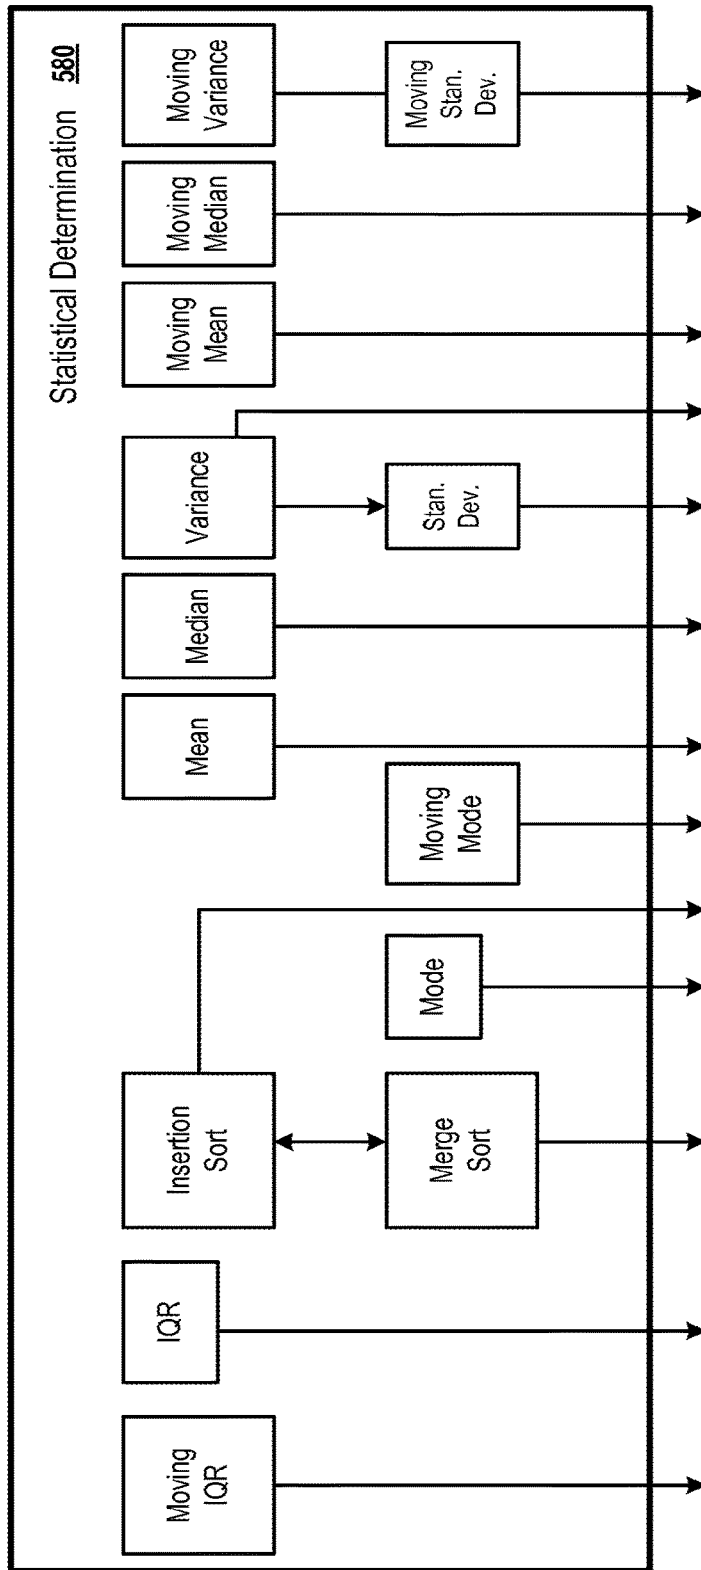 Statistical Determination 580
Moving
IQR
IQR
Insertion
Sort
Merge
Sort
Mode
Moving
Mode
Mean
Median
Variance
Stan.
Dev.
Moving
Mean
Moving
Median
Moving
Variance
Moving
Stan.
Dev.